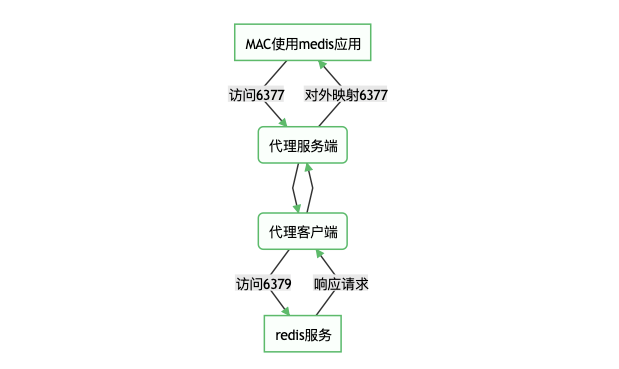 MAC使用medis应用
访问6377
对外映射6377
代理服务端
代理客户端
访问6379
响应请求
redis服务